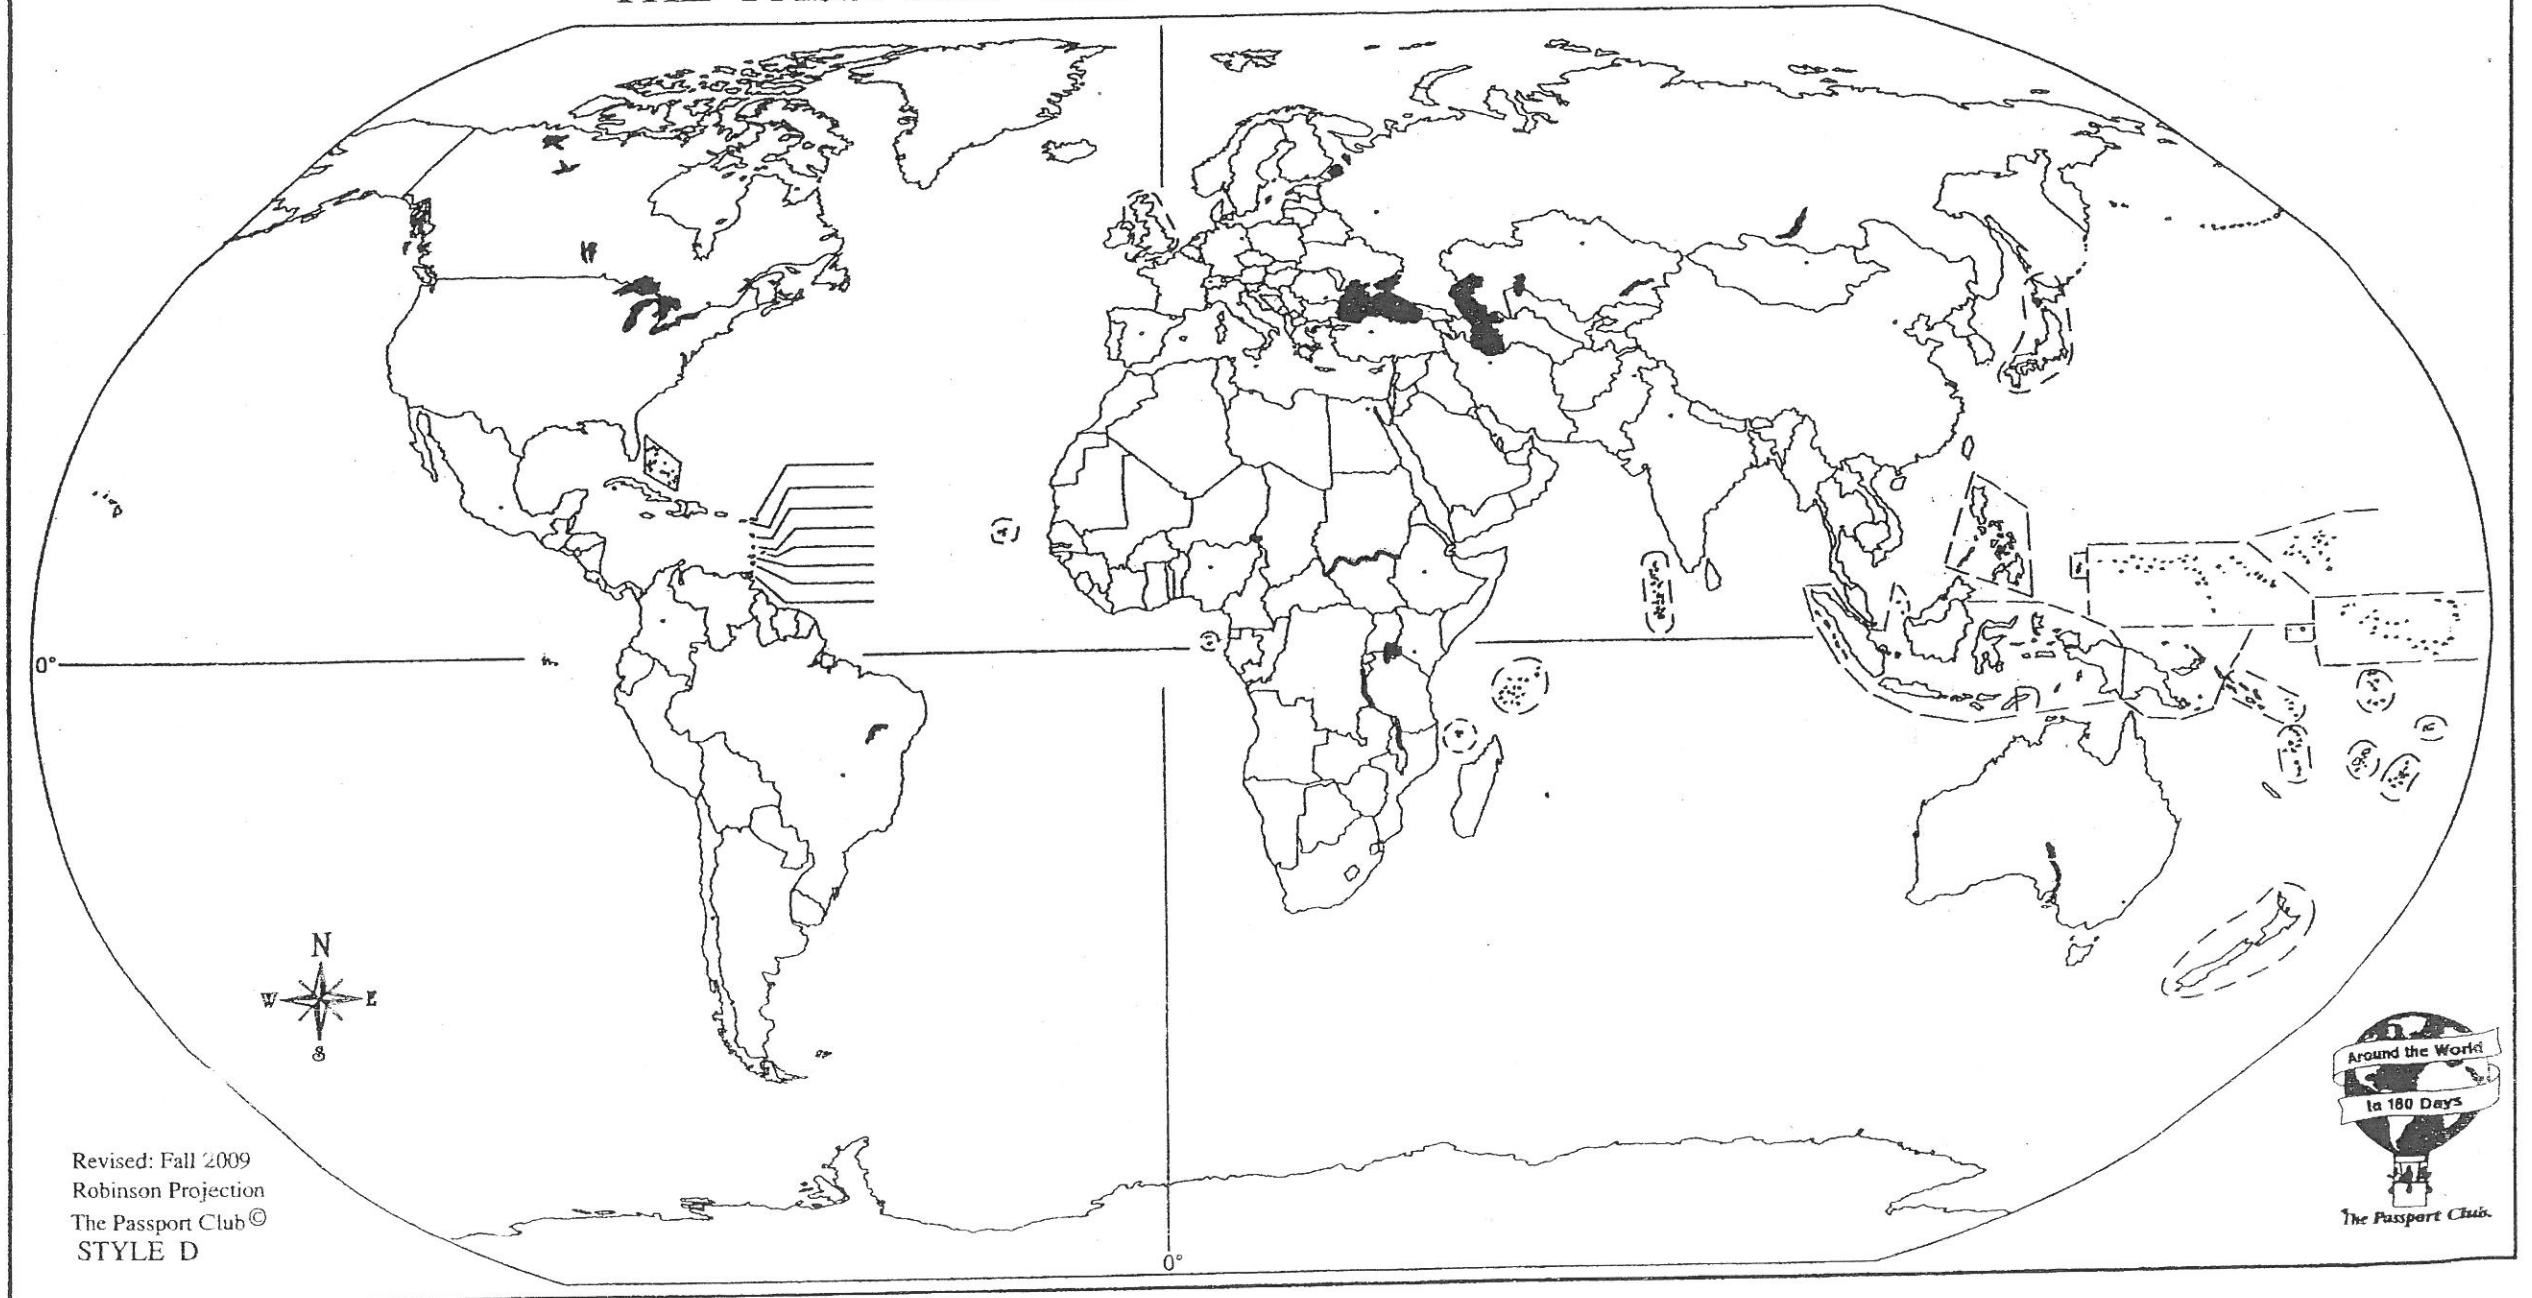 0°
N
W E
S
Around the World
In 180 Days
Revised: Fall 2009
Robinson Projection
The Passport Club©
STYLE D
The Passport Club.
0°